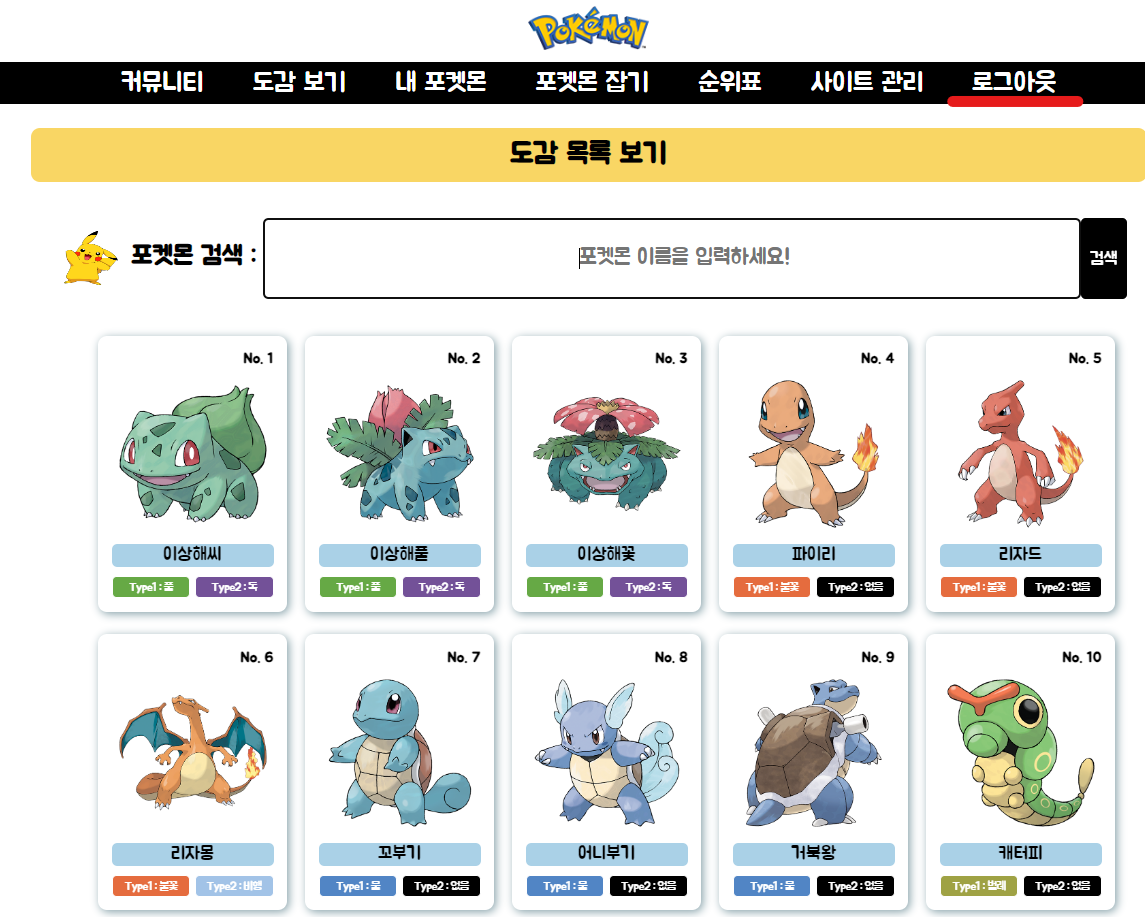 Pokémon
커뮤니티 도감 보기 내 포켓몬 포켓몬 잡기 순위표 사이트 관리 로그아웃
도감 목록 보기
포켓몬 검색 : 포켓몬 이름을 입력하세요! 검색
No. 1 No. 2 No. 3 No. 4 No. 5
이상해씨 이상해풀 이상해꽃 파이리 리자드
Type1 : 풀 Type2 : 독 Type1 : 풀 Type2 : 독 Type1 : 풀 Type2 : 독 Type1 : 불꽃 Type2 : 없음 Type1 : 불꽃 Type2 : 없음
No. 6 No. 7 No. 8 No. 9 No. 10
리자몽 꼬부기 어니부기 거북왕 캐터피
Type1 : 불꽃 Type2 : 비행 Type1 : 물 Type2 : 없음 Type1 : 물 Type2 : 없음 Type1 : 물 Type2 : 없음 Type1 : 벌레 Type2 : 없음